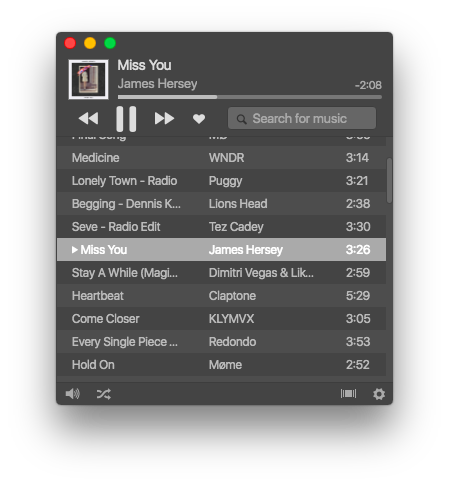 Miss You
James Hersey
-2:08
Search for music
Final Song MØ
Medicine WNDR 3:14
Lonely Town - Radio Puggy 3:21
Begging - Dennis K... Lions Head 2:38
Seve - Radio Edit Tez Cadey 3:30
Miss You James Hersey 3:26
Stay A While (Magi... Dimitri Vegas & Lik... 2:59
Heartbeat Claptone 5:29
Come Closer KLYMVX 3:05
Every Single Piece ... Redondo 3:53
Hold On Møme 2:52